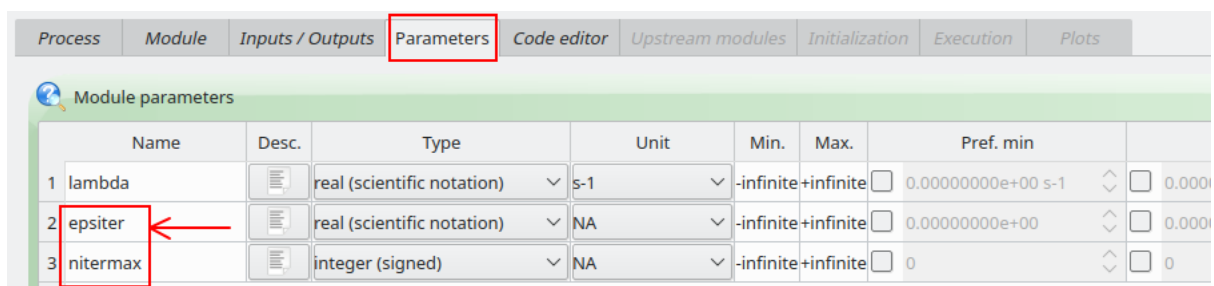 Process Module Inputs / Outputs Parameters Code editor Upstream modules Initialization Execution Plots
Module parameters
Name Desc. Type Unit Min. Max. Pref. min
1 lambda real (scientific notation) s-1 -infinite +infinite 0.00000000e+00 s-1
2 epsiter real (scientific notation) NA -infinite +infinite 0.00000000e+00
3 nitermax integer (signed) NA -infinite +infinite 0 0